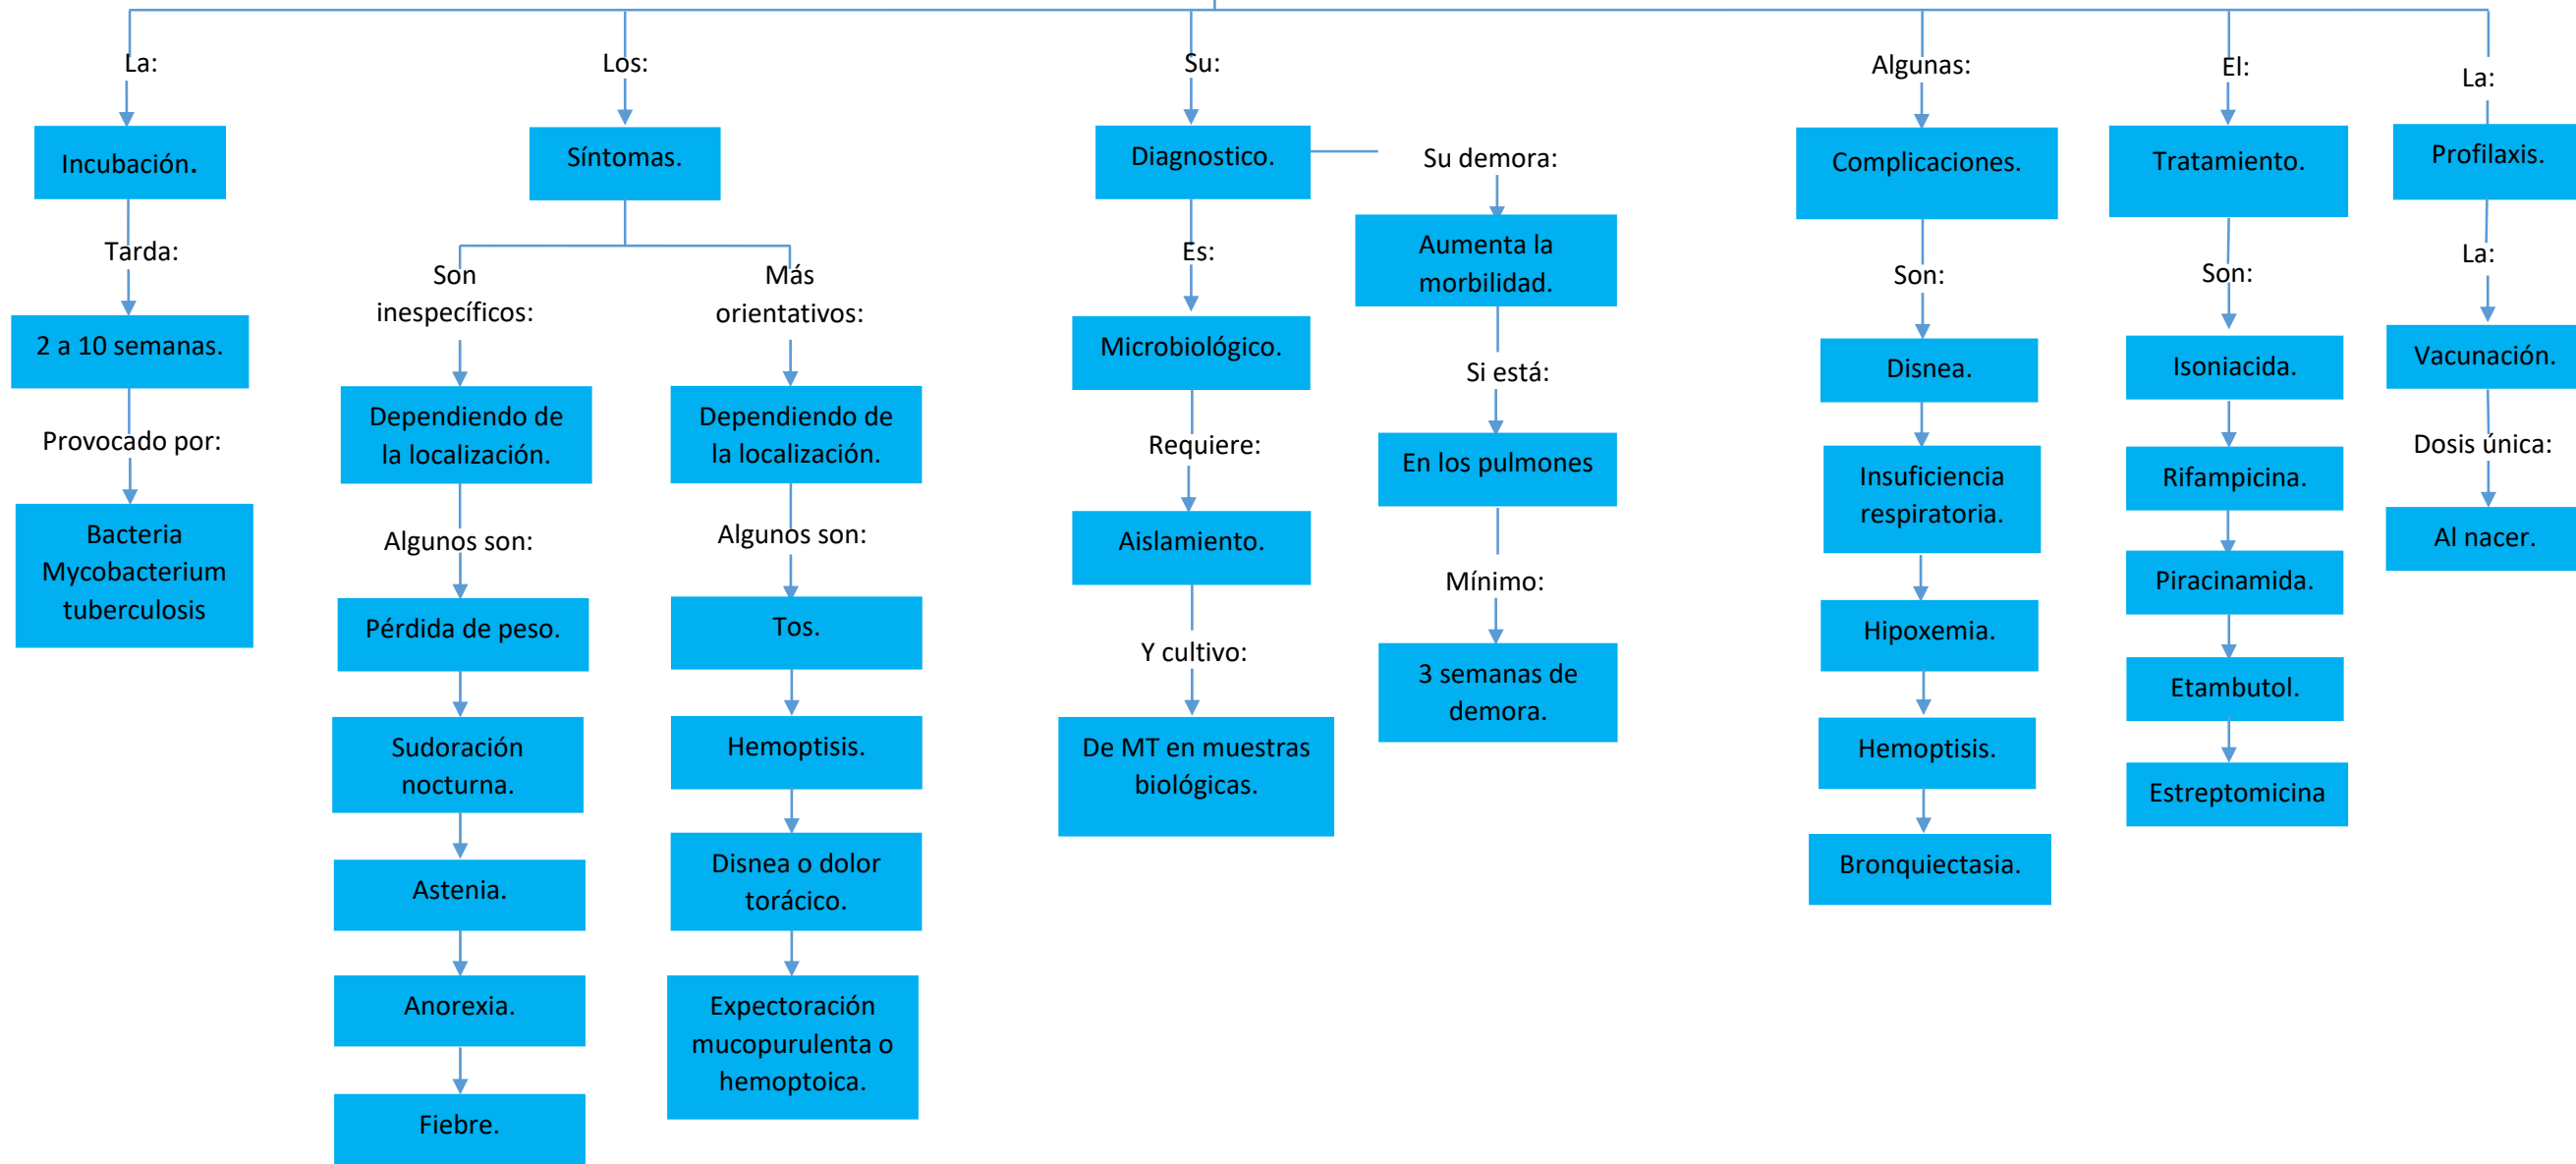 La:
Incubación.
Tarda:
2 a 10 semanas.
Provocado por:
Bacteria
Mycobacterium
tuberculosis
Los:
Síntomas.
Son
inespecíficos:
Dependiendo de
la localización.
Algunos son:
Pérdida de peso.
Sudoración
nocturna.
Astenia.
Anorexia.
Fiebre.
Más
orientativos:
Dependiendo de
la localización.
Algunos son:
Tos.
Hemoptisis.
Disnea o dolor
torácico.
Expectoración
mucopurulenta o
hemoptoica.
Su:
Diagnostico.
Es:
Microbiológico.
Requiere:
Aislamiento.
Y cultivo:
De MT en muestras
biológicas.
Su demora:
Aumenta la
morbilidad.
Si está:
En los pulmones
Mínimo:
3 semanas de
demora.
Algunas:
Complicaciones.
Son:
Disnea.
Insuficiencia
respiratoria.
Hipoxemia.
Hemoptisis.
Bronquiectasia.
El:
Tratamiento.
Son:
Isoniacida.
Rifampicina.
Piracinamida.
Etambutol.
Estreptomicina
La:
Profilaxis.
La:
Vacunación.
Dosis única:
Al nacer.